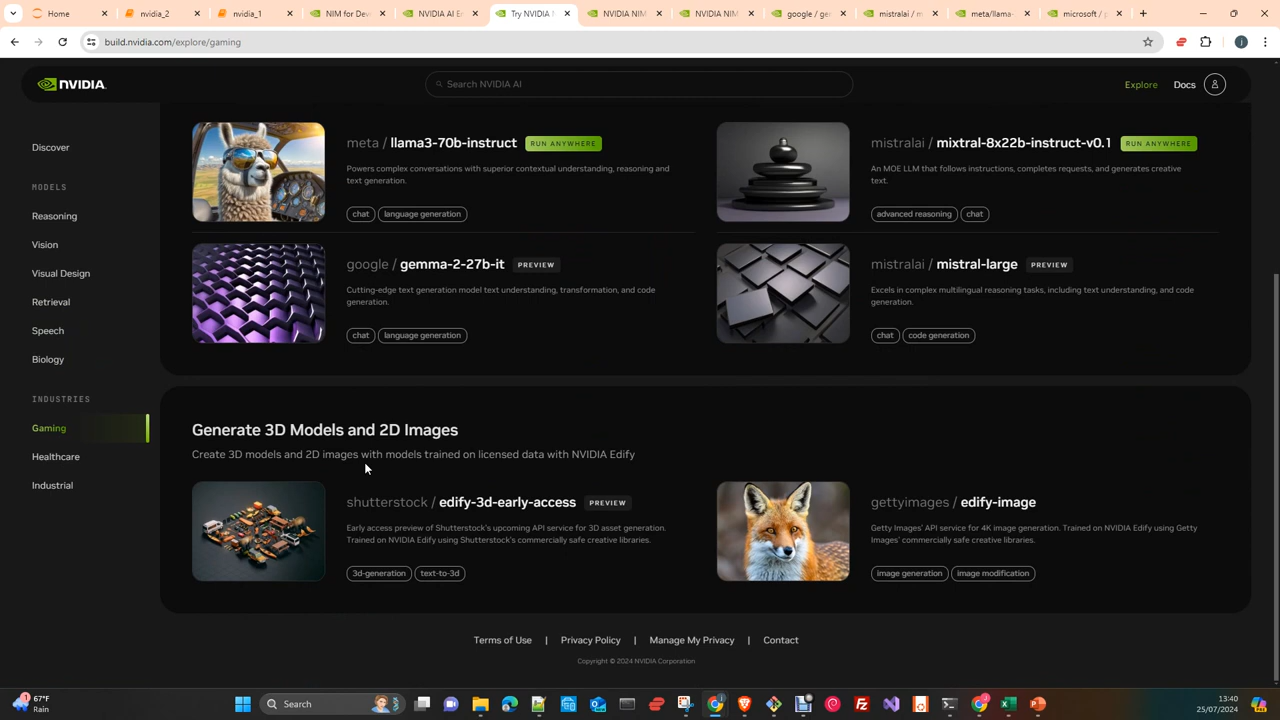 Home
nvidia_2
nvidia_1
NIM for Dev
NVIDIA AI E
Try NVIDIA N
NVIDIA NIM
NVIDIA NIM
google / ge
mistralai / m
meta/llama-
microsoft / p
build.nvidia.com/explore/gaming
NVIDIA
Search NVIDIA AI
Explore
Docs
Discover
MODELS
Reasoning
Vision
Visual Design
Retrieval
Speech
Biology
INDUSTRIES
Gaming
Healthcare
Industrial
meta / llama3-70b-instruct RUN ANYWHERE
Powers complex conversations with superior contextual understanding, reasoning and
text generation.
chat language generation
mistralai / mixtral-8x22b-instruct-v0.1 RUN ANYWHERE
An MOE LLM that follows instructions, completes requests, and generates creative
text.
advanced reasoning chat
google / gemma-2-27b-it PREVIEW
Cutting-edge text generation model text understanding, transformation, and code
generation.
chat language generation
mistralai / mistral-large PREVIEW
Excels in complex multilingual reasoning tasks, including text understanding, and code
generation.
chat code generation
Generate 3D Models and 2D Images
Create 3D models and 2D images with models trained on licensed data with NVIDIA Edify
shutterstock / edify-3d-early-access PREVIEW
Early access preview of Shutterstock's upcoming API service for 3D asset generation.
Trained on NVIDIA Edify using Shutterstock's commercially safe creative libraries.
3d-generation text-to-3d
gettyimages / edify-image
Getty Images' API service for 4K image generation. Trained on NVIDIA Edify using Getty
Images' commercially safe creative libraries.
image generation image modification
Terms of Use | Privacy Policy | Manage My Privacy | Contact
Copyright © 2024 NVIDIA Corporation
1
67°F
Rain
Search
13:40
25/07/2024